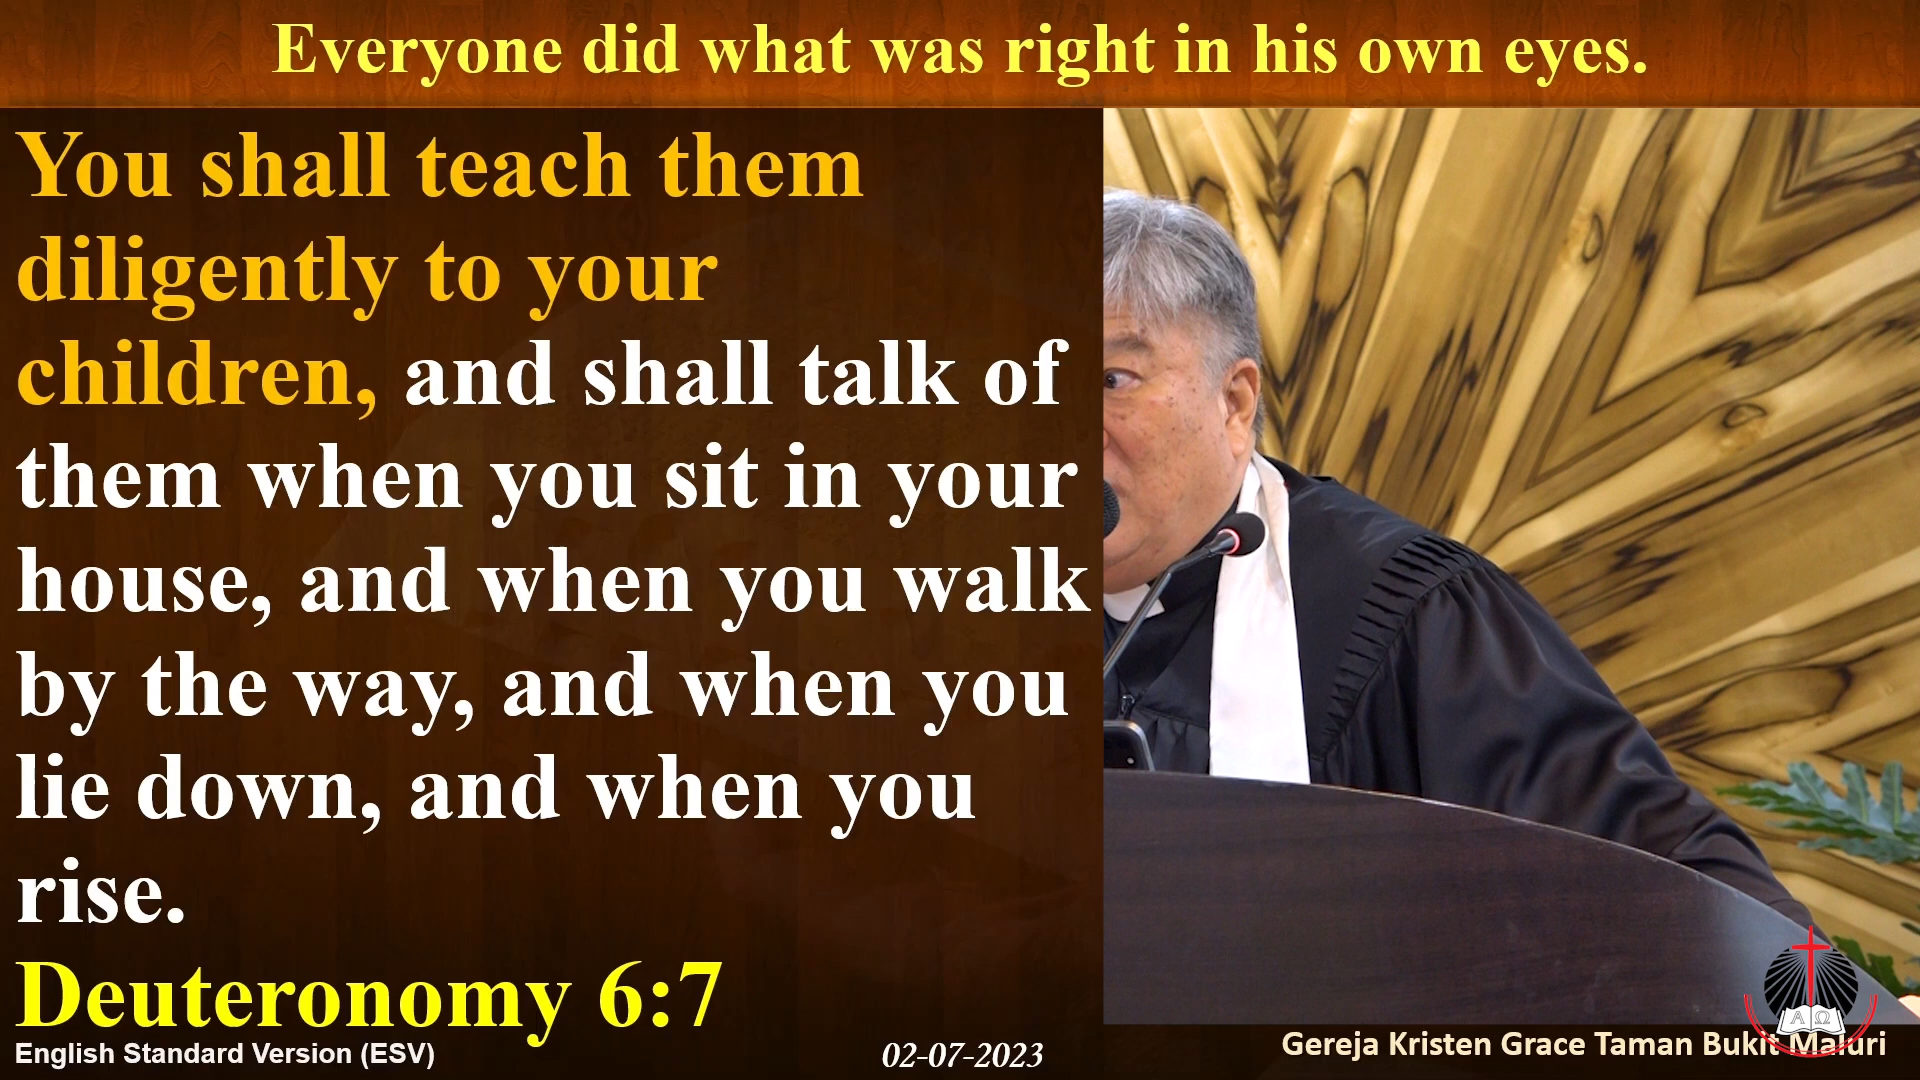 Everyone did what was right in his own eyes.
You shall teach them
diligently to your
children, and shall talk of
them when you sit in your
house, and when you walk
by the way, and when you
lie down, and when you
rise.
Deuteronomy 6:7
English Standard Version (ESV)
02-07-2023
Gereja Kristen Grace Taman Bukit Maluri
Α Ω